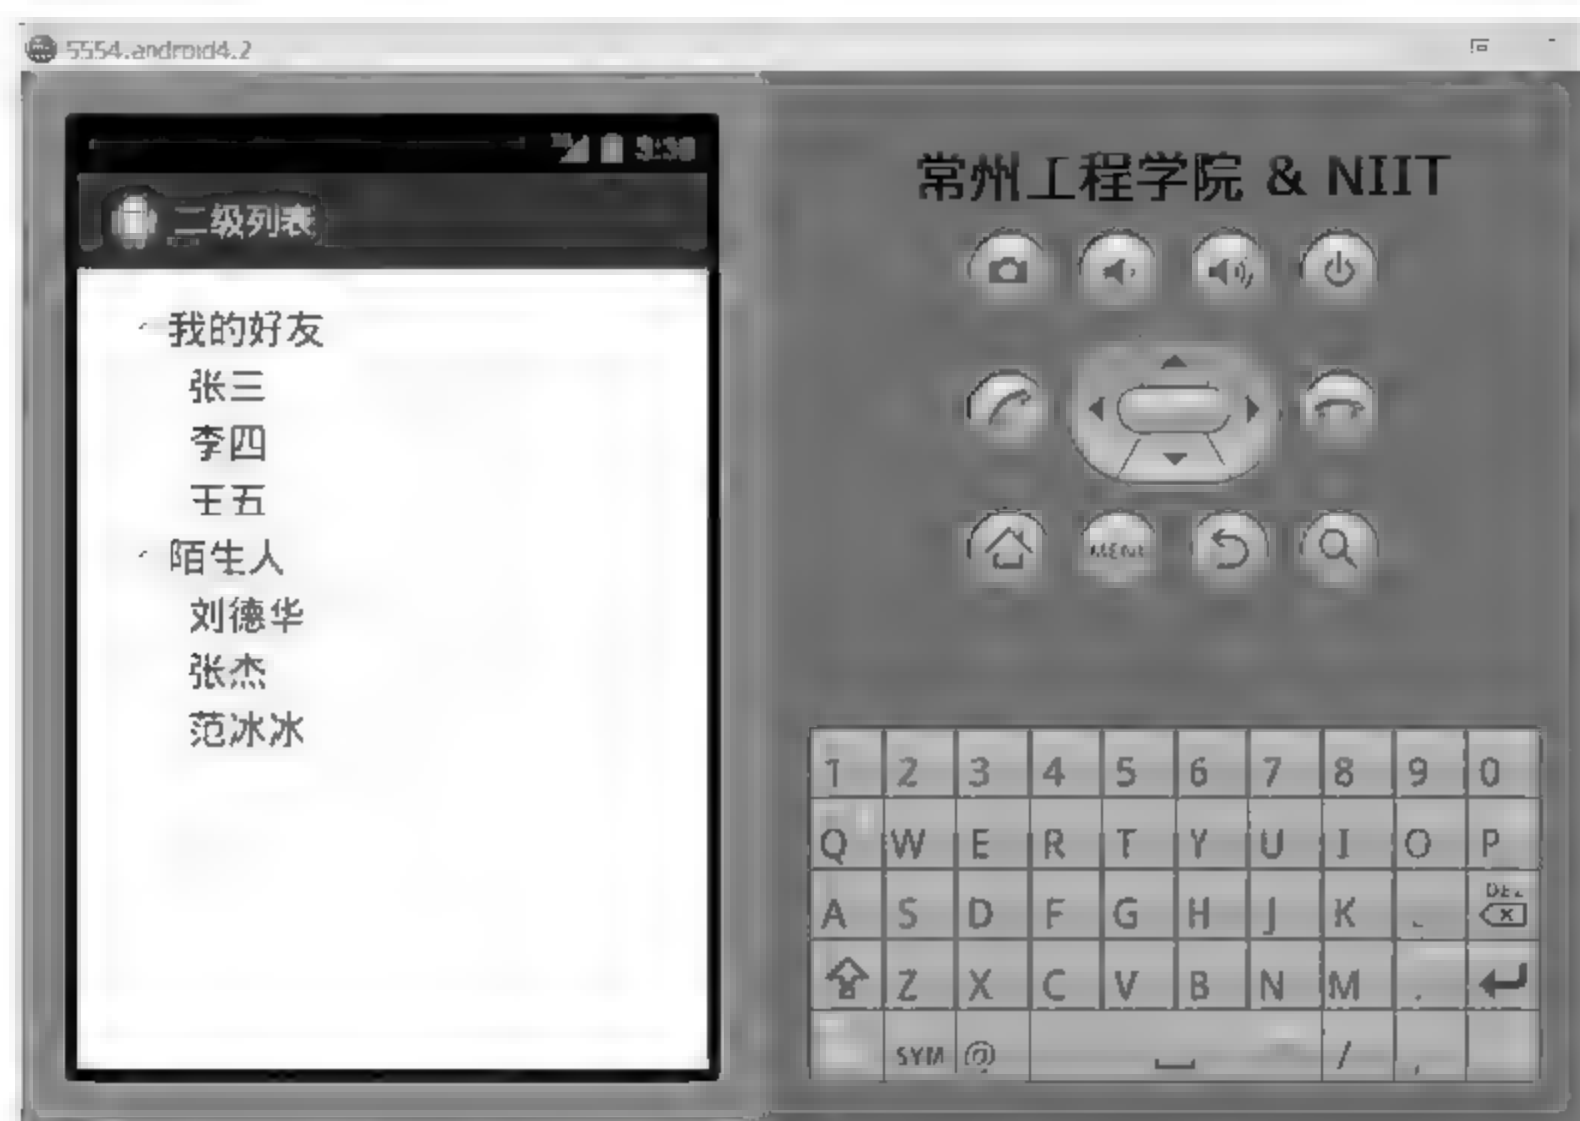 5554:android4.2
3:38
二级列表
我的好友
张三
李四
王五
陌生人
刘德华
张杰
范冰冰
常州工程学院 & NIIT
MENU
1 2 3 4 5 6 7 8 9 0
Q W E R T Y U I O P
A S D F G H J K
DEL
Z X C V B N M .
SYM @ / ,